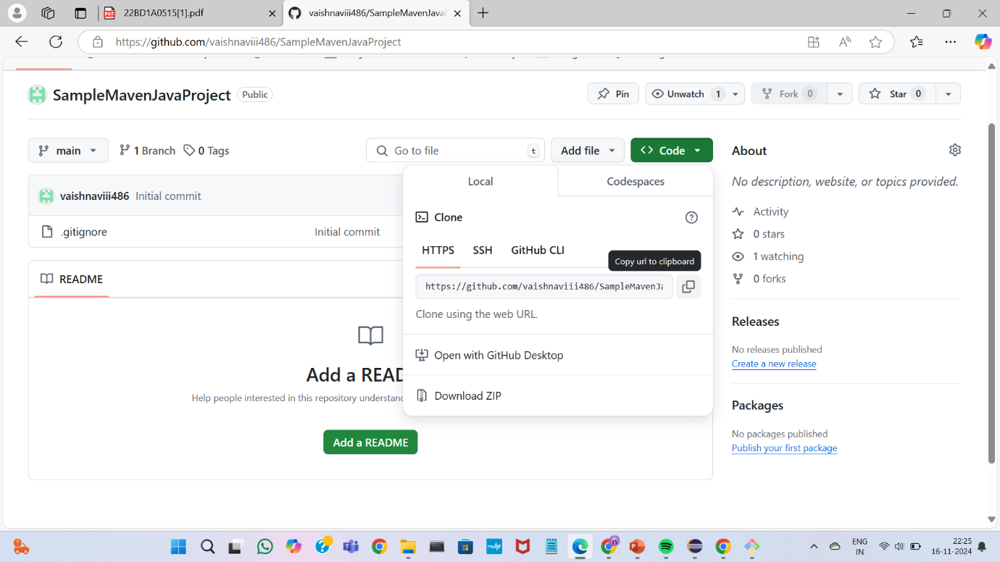 22BD1A0515[1].pdf
vaishnaviii486/SampleMavenJava
https://github.com/vaishnaviii486/SampleMavenJavaProject
SampleMavenJavaProject Public
Pin
Unwatch 1
Fork 0
Star 0
main
1 Branch
0 Tags
Go to file t
Add file
Code
About
Local
Codespaces
No description, website, or topics provided.
vaishnaviii486 Initial commit
Activity
Clone
.gitignore Initial commit
0 stars
HTTPS SSH GitHub CLI
Copy url to clipboard
1 watching
README
0 forks
https://github.com/vaishnaviii486/SampleMavenJa
Clone using the web URL.
Releases
No releases published
Open with GitHub Desktop
Create a new release
Add a READ
Help people interested in this repository understan
Download ZIP
Packages
No packages published
Add a README
Publish your first package
ENG
IN
22:25
16-11-2024